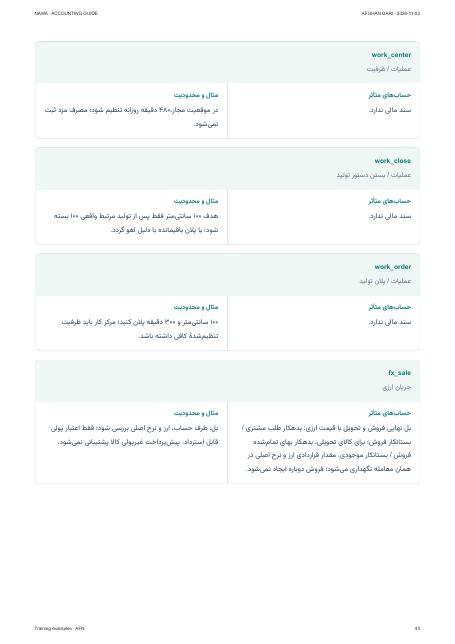 NAWA · ACCOUNTING GUIDE
AFGHAN DARI · 2026-11-02
work_center
عملیات / ظرفیت
حساب‌های متأثر
سند مالی ندارد.
مثال و محدودیت
در موقعیت مجاز،۴۸۰ دقیقه روزانه تنظیم شود؛ مصرف مزد ثبت
نمی‌شود.
work_close
عملیات / بستن دستور تولید
حساب‌های متأثر
سند مالی ندارد.
مثال و محدودیت
هدف ۱۰۰ سانتی‌متر فقط پس از تولید مرتبط واقعی ۱۰۰ بسته
شود؛ یا پلان باقیمانده با دلیل لغو گردد.
work_order
عملیات / پلان تولید
حساب‌های متأثر
سند مالی ندارد.
مثال و محدودیت
۱۰۰ سانتی‌متر و ۳۰۰ دقیقه پلان کنید؛ مرکز کار باید ظرفیت
تنظیم‌شدهٔ کافی داشته باشد.
fx_sale
جریان ارزی
حساب‌های متأثر
بل نهایی فروش و تحویل با قیمت ارزی: بدهکار طلب مشتری /
بستانکار فروش؛ برای کالای تحویلی، بدهکار بهای تمام‌شده
فروش / بستانکار موجودی. مقدار قراردادی ارز و نرخ اصلی در
همان معامله نگهداری می‌شود؛ فروش دوباره ایجاد نمی‌شود.
مثال و محدودیت
بل، طرف حساب، ارز و نرخ اصلی بررسی شود؛ فقط اعتبار پولی
قابل استرداد. پیش‌پرداخت غیرپولی کالا پشتیبانی نمی‌شود.
Training examples · AFN
43